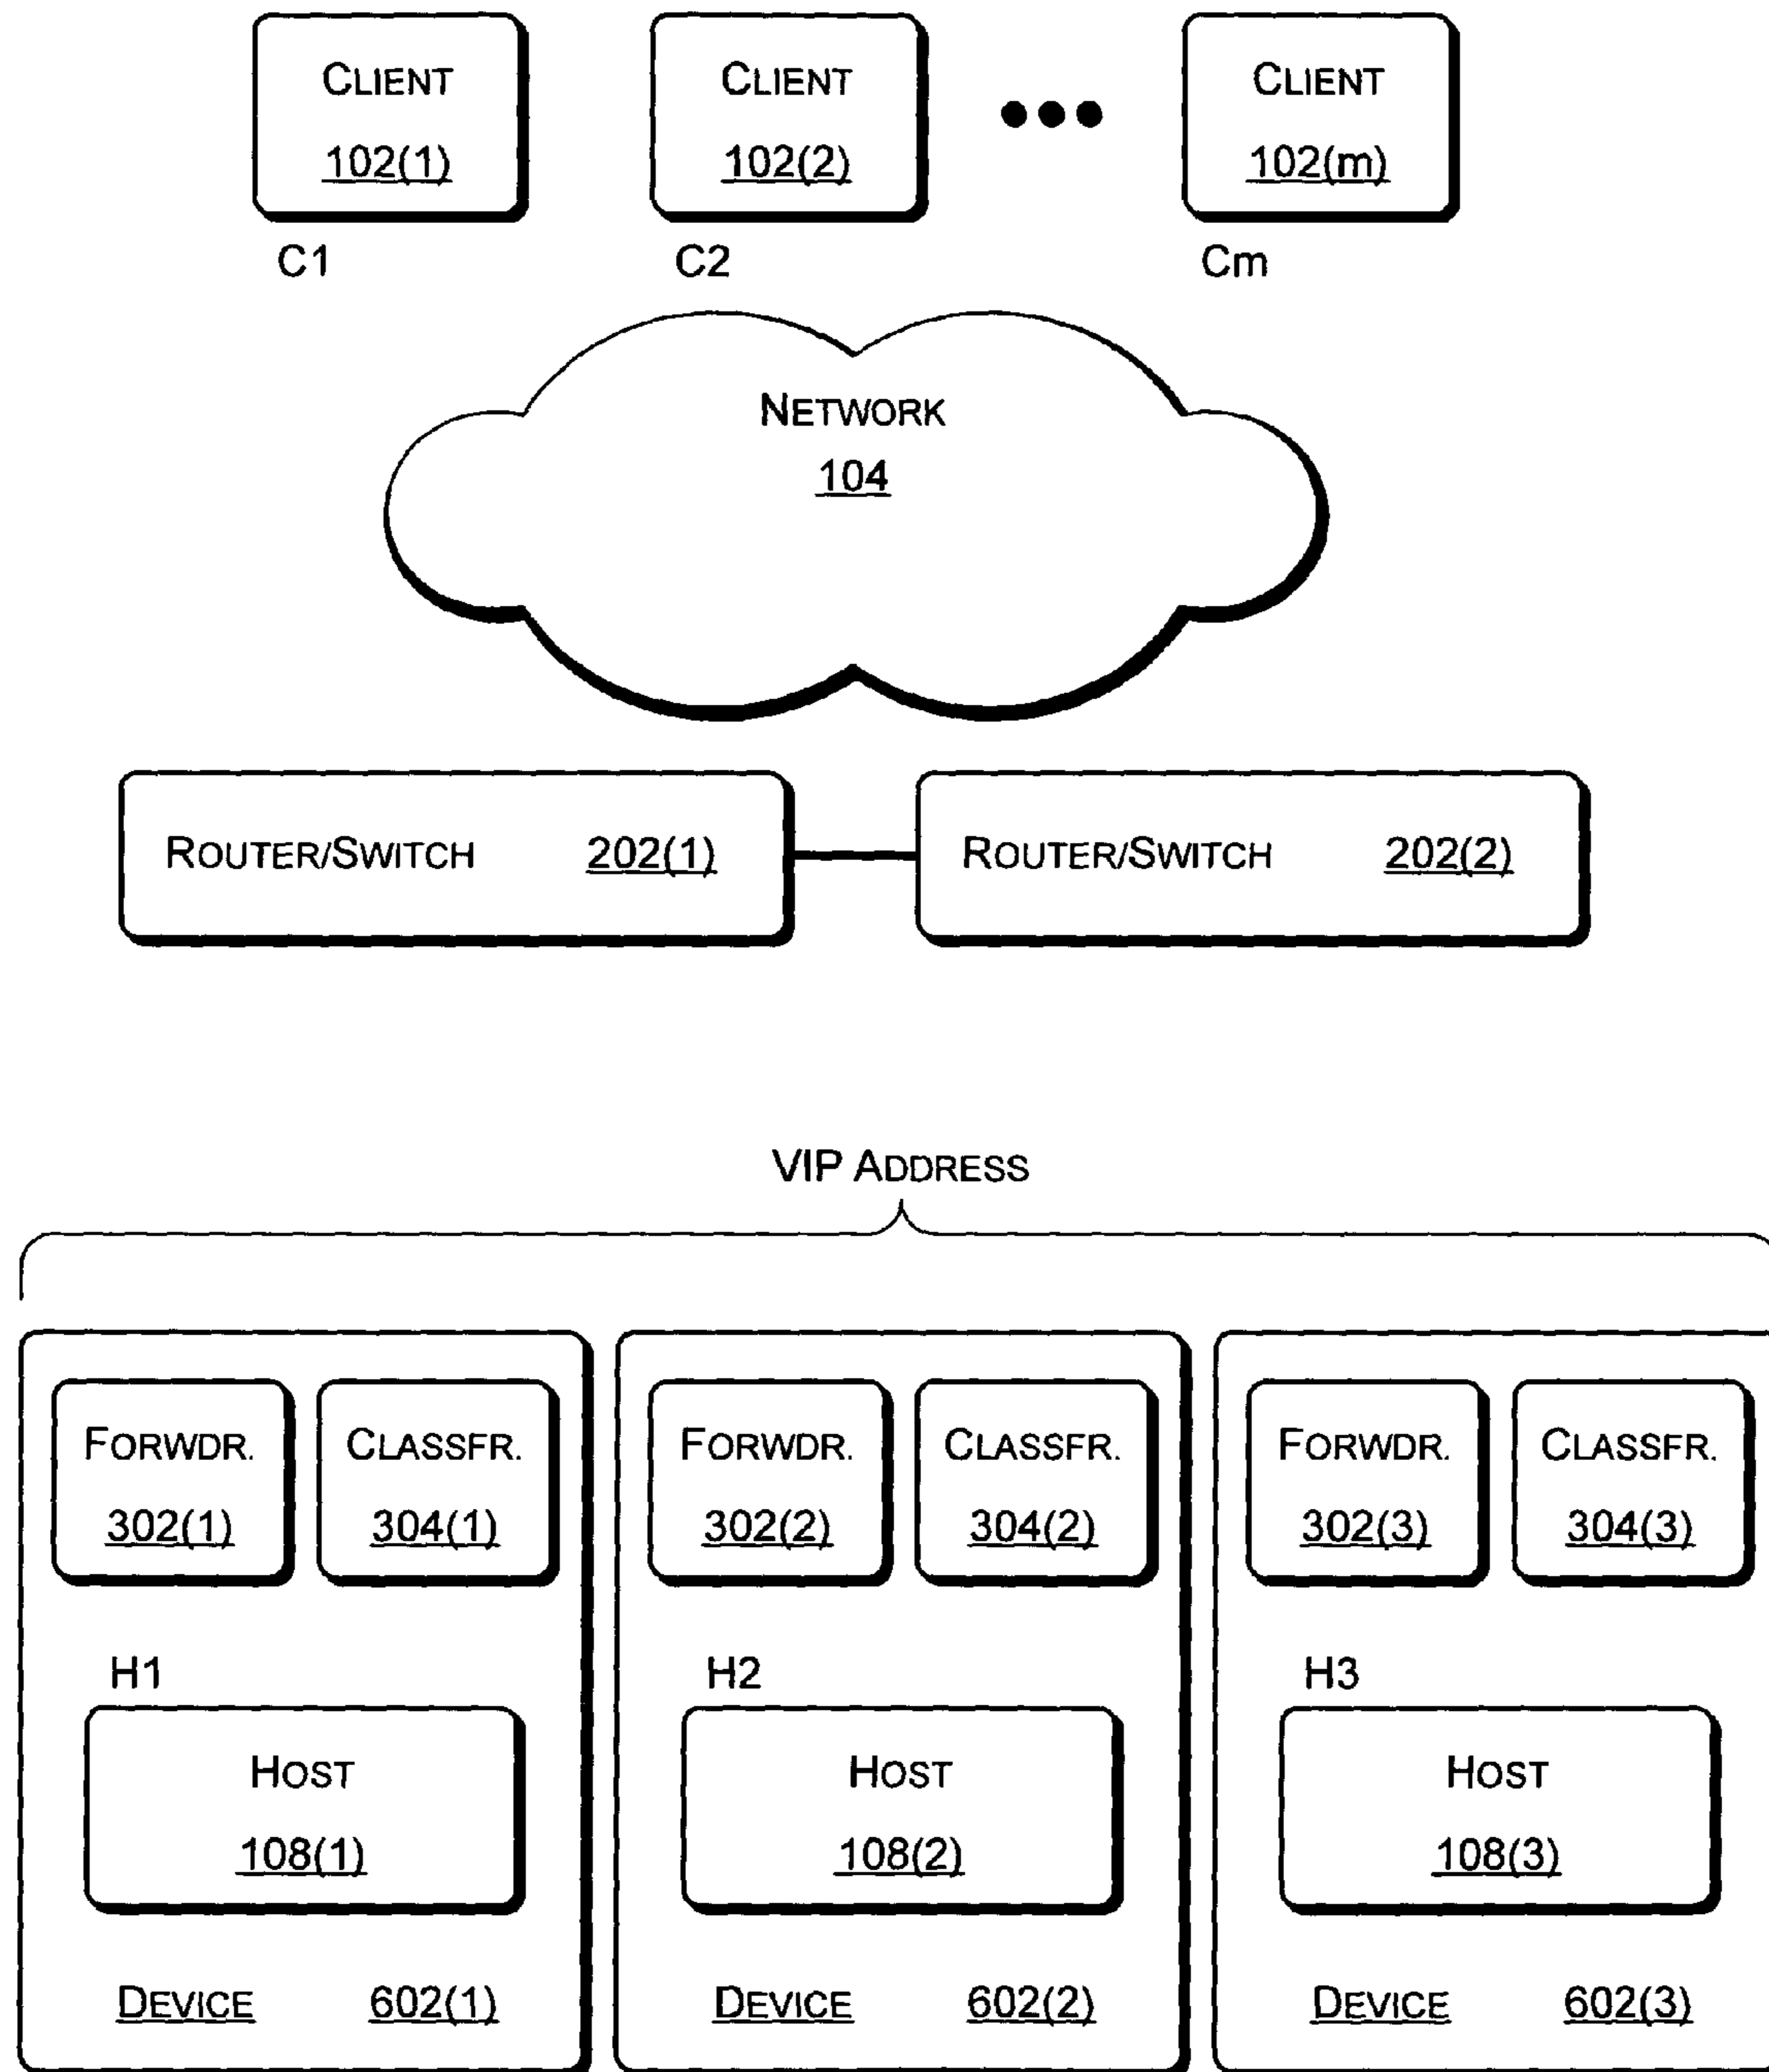 CLIENT CLIENT CLIENT
102(1) 102(2) ••• 102(m)
C1 C2 Cm
NETWORK
104
ROUTER/SWITCH 202(1) ROUTER/SWITCH 202(2)
VIP ADDRESS
FORWDR. CLASSFR. FORWDR. CLASSFR. FORWDR. CLASSFR.
302(1) 304(1) 302(2) 304(2) 302(3) 304(3)
H1 H2 H3
HOST HOST HOST
108(1) 108(2) 108(3)
DEVICE 602(1) DEVICE 602(2) DEVICE 602(3)